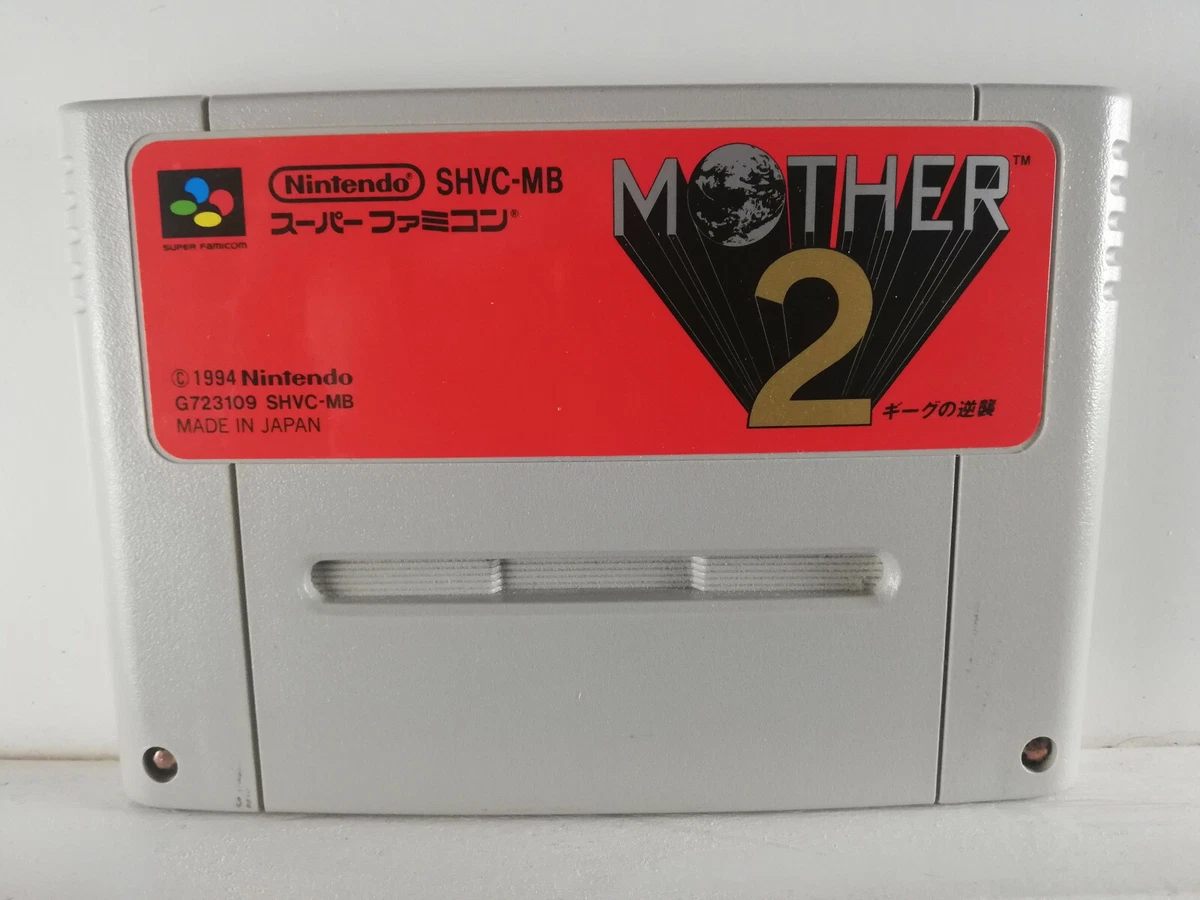 SUPER FAMICOM
Nintendo® SHVC-MB
スーパーファミコン®
MOTHER™
2
ギーグの逆襲
© 1994 Nintendo
G723109 SHVC-MB
MADE IN JAPAN